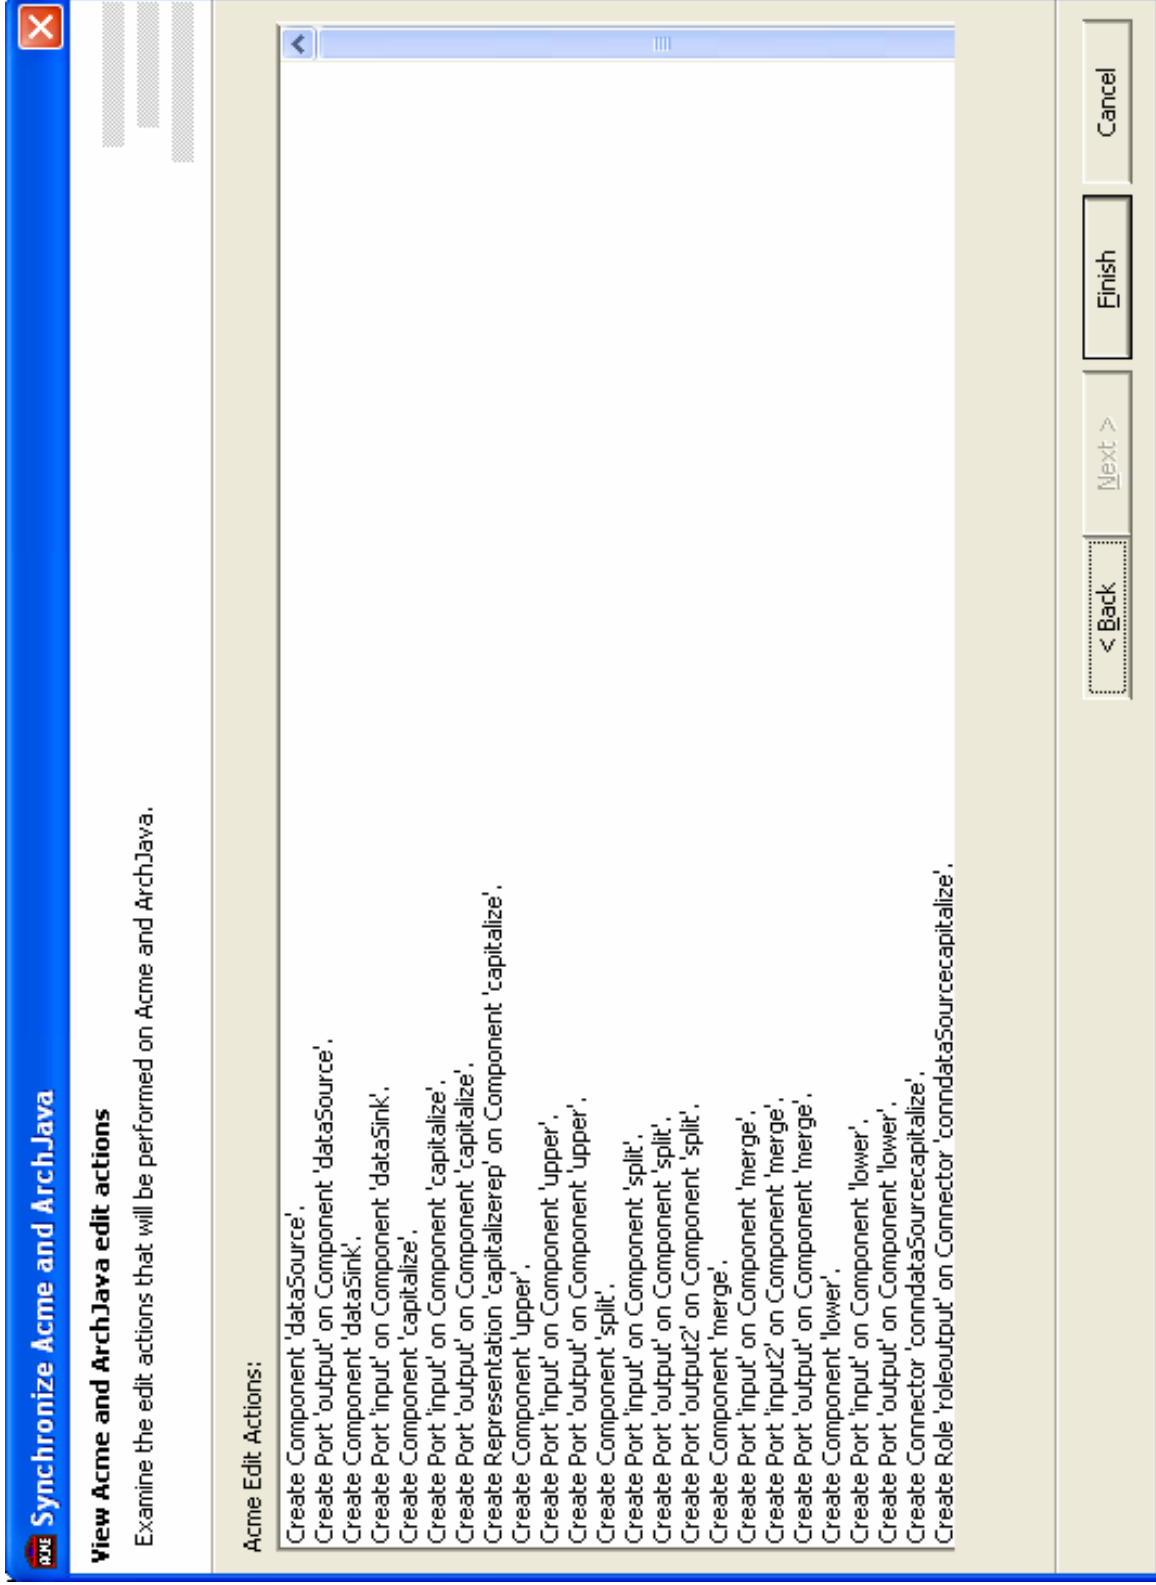 ACME
Synchronize Acme and ArchJava
View Acme and ArchJava edit actions
Examine the edit actions that will be performed on Acme and ArchJava.
Acme Edit Actions:
Create Component 'dataSource'.
Create Port 'output' on Component 'dataSource'.
Create Component 'dataSink'.
Create Port 'input' on Component 'dataSink'.
Create Component 'capitalize'.
Create Port 'input' on Component 'capitalize'.
Create Port 'output' on Component 'capitalize'.
Create Representation 'capitalizerep' on Component 'capitalize'.
Create Component 'upper'.
Create Port 'input' on Component 'upper'.
Create Port 'output' on Component 'upper'.
Create Component 'split'.
Create Port 'input' on Component 'split'.
Create Port 'output' on Component 'split'.
Create Port 'output2' on Component 'split'.
Create Component 'merge'.
Create Port 'input' on Component 'merge'.
Create Port 'input2' on Component 'merge'.
Create Port 'output' on Component 'merge'.
Create Component 'lower'.
Create Port 'input' on Component 'lower'.
Create Port 'output' on Component 'lower'.
Create Connector 'conndataSourcecapitalize'.
Create Role 'roleoutput' on Connector 'conndataSourcecapitalize'.
< Back
Next >
Finish
Cancel